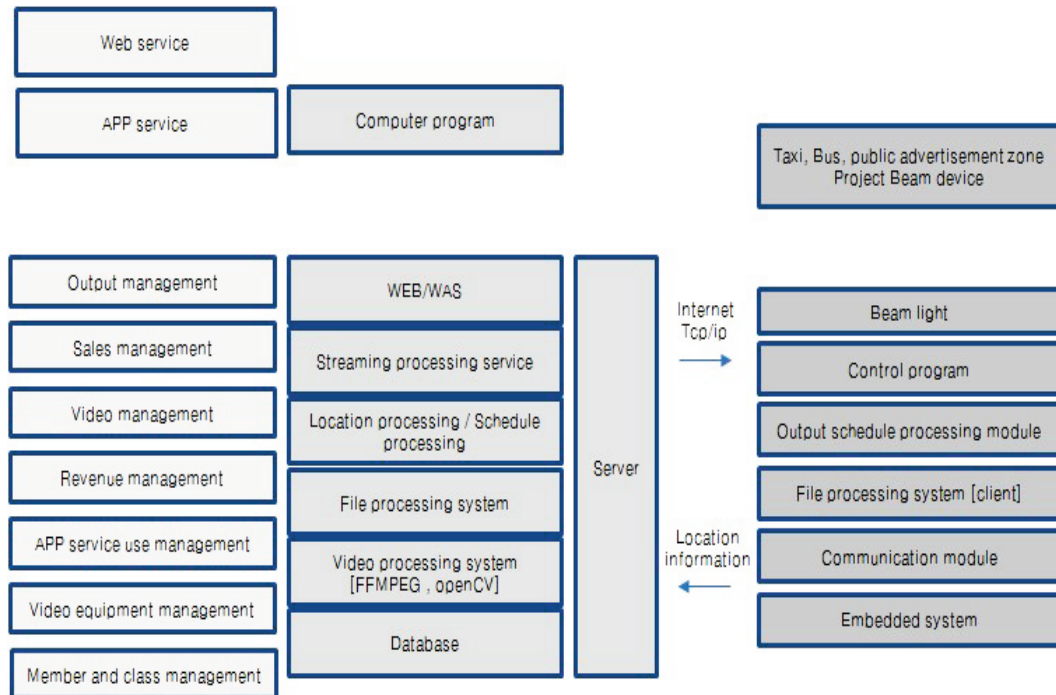 Web service
APP service
Computer program
Taxi, Bus, public advertisement zone
Project Beam device
Output management
Sales management
Video management
Revenue management
APP service use management
Video equipment management
Member and class management
WEB/WAS
Streaming processing service
Location processing / Schedule
processing
File processing system
Video processing system
[FFMPEG , openCV]
Database
Server
Internet
Tcp/ip
Location
information
Beam light
Control program
Output schedule processing module
File processing system [client]
Communication module
Embedded system